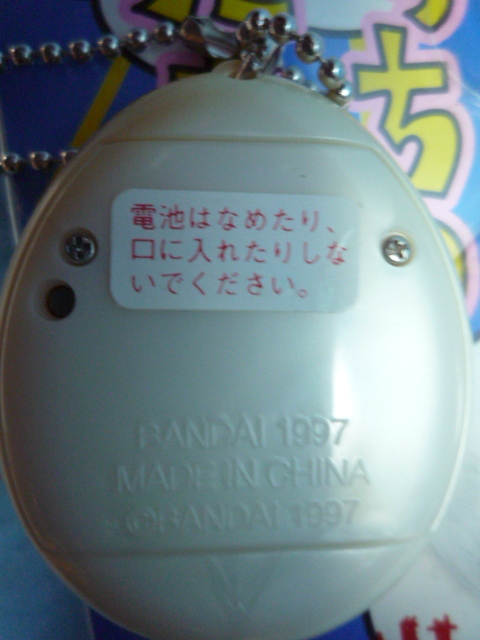 ち
電池はなめたり、
口に入れたりしな
いでください。
BANDAI 1997
MADE IN CHINA
©BANDAI 1997